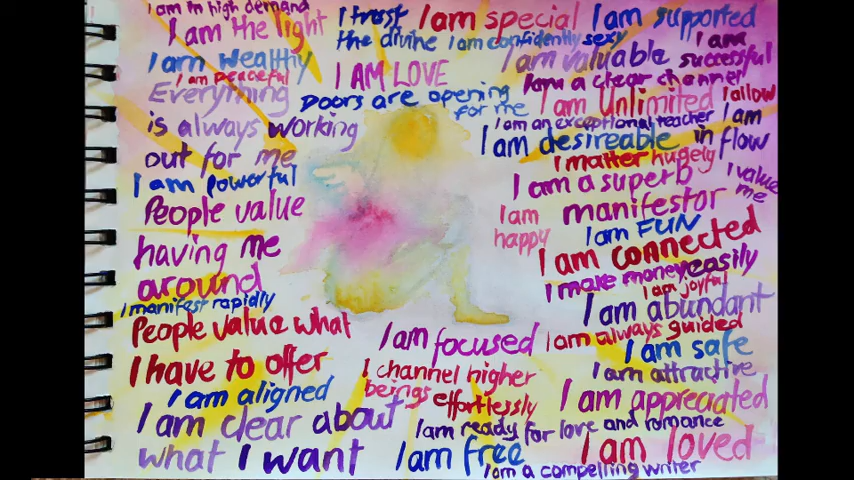 I am in high demand
I am the light
I am wealthy
I am peaceful
Everything
is always working
out for me
I am powerful
People value
having me
around
I manifest rapidly
People value what
I have to offer
I am aligned
I am clear about
what I want
I trust
the divine
I am special
I am supported
I am confidently sexy
I am
successful
I am valuable
I AM LOVE
I am a clear channel
Doors are opening
for me
I am Unlimited
I allow
I am an exceptional teacher
I am
in flow
I am desireable
I matter hugely
I value
me
I am a superb
manifestor
I am
happy
I am FUN
I am connected
I make money easily
I am joyful
I am abundant
I am focused
I am always guided
I am safe
I channel higher
beings effortlessly
I am attractive
I am appreciated
I am ready for love and romance
I am free
I am loved
I am a compelling writer